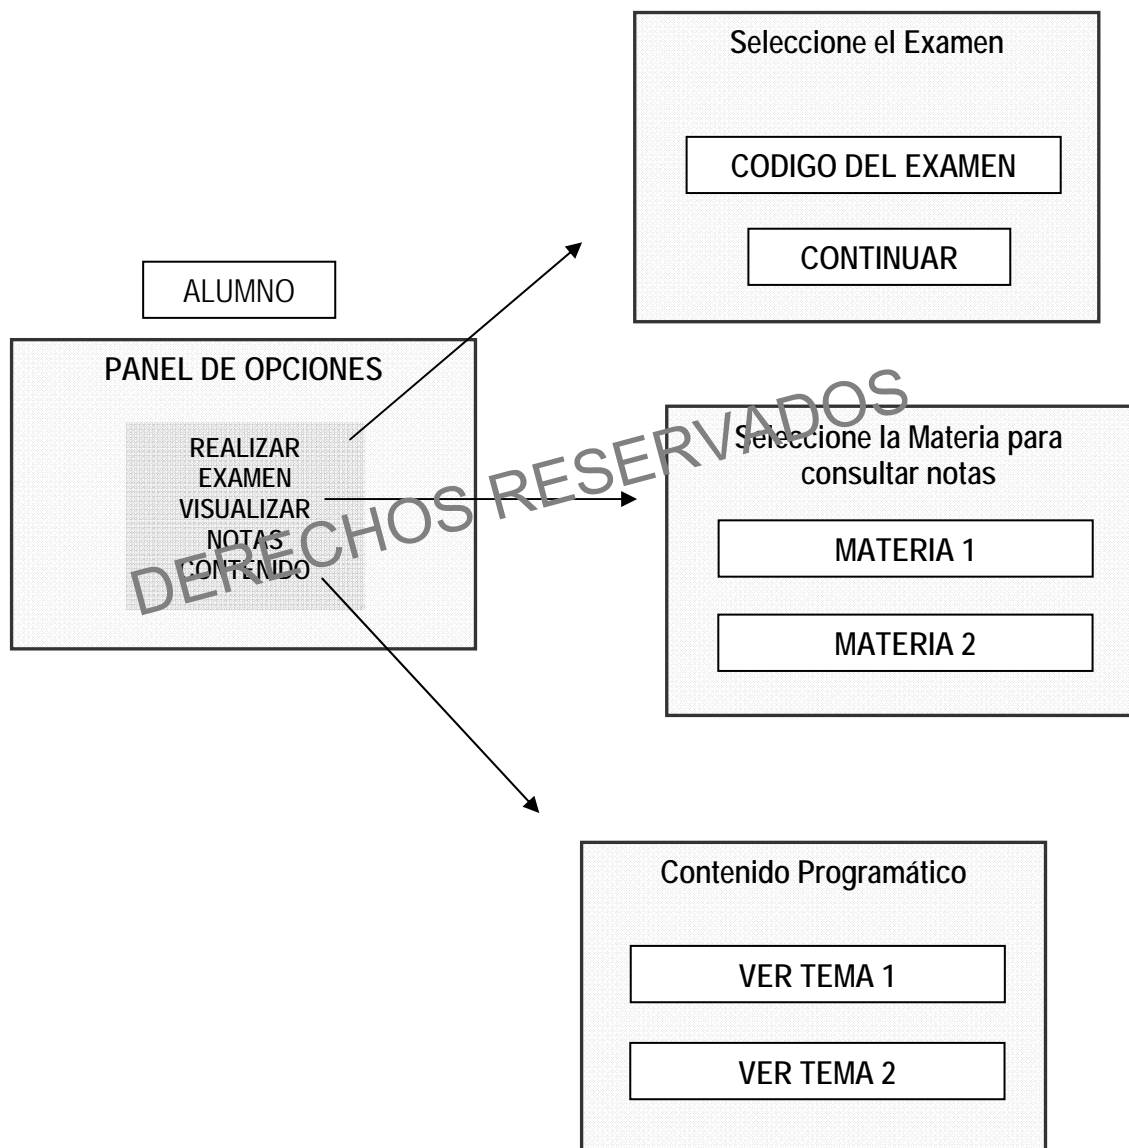 Seleccione el Examen
CODIGO DEL EXAMEN
CONTINUAR
ALUMNO
PANEL DE OPCIONES
REALIZAR
EXAMEN
VISUALIZAR
NOTAS
CONTENIDO
DERECHOS RESERVADOS
Seleccione la Materia para
consultar notas
MATERIA 1
MATERIA 2
Contenido Programático
VER TEMA 1
VER TEMA 2